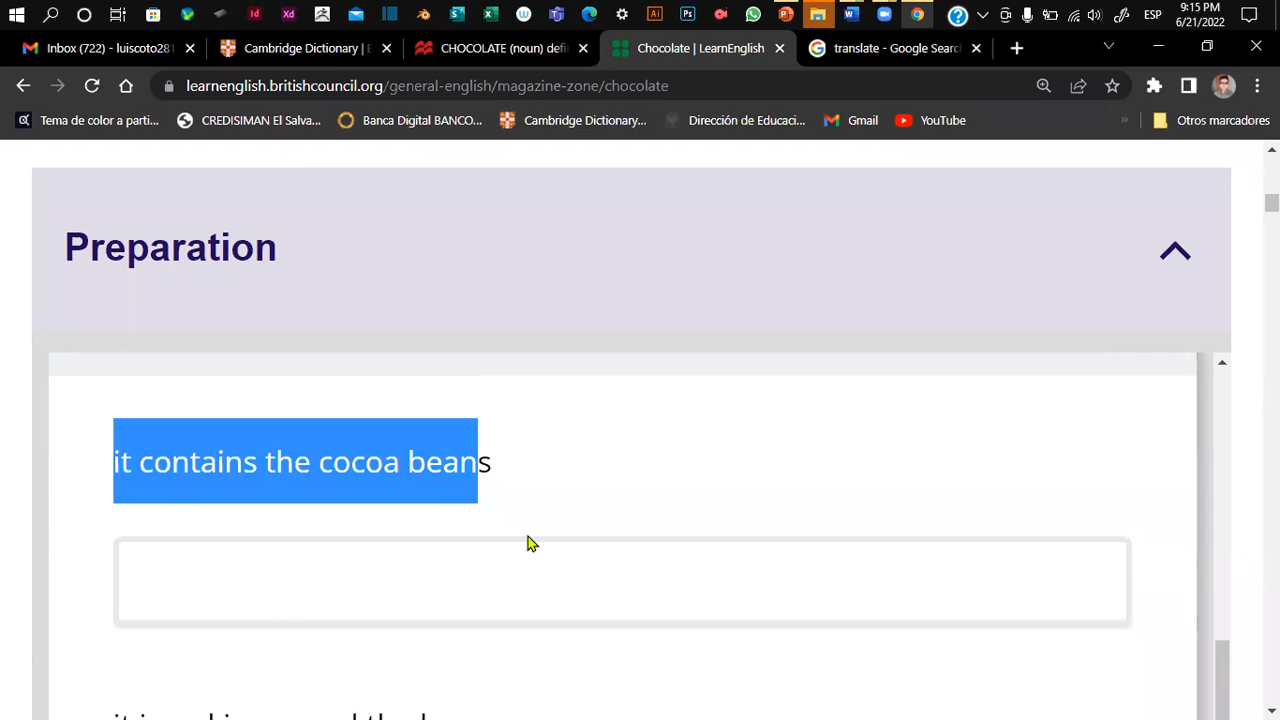 9:15 PM
ESP
6/21/2022
Inbox (722) - luiscoto281
Cambridge Dictionary | E
CHOCOLATE (noun) defi
Chocolate | LearnEnglish
translate - Google Searc
learnenglish.britishcouncil.org/general-english/magazine-zone/chocolate
Tema de color a parti...
CREDISIMAN El Salva...
Banca Digital BANCO...
Cambridge Dictionary...
Dirección de Educaci...
Gmail
YouTube
Otros marcadores
Preparation
it contains the cocoa beans